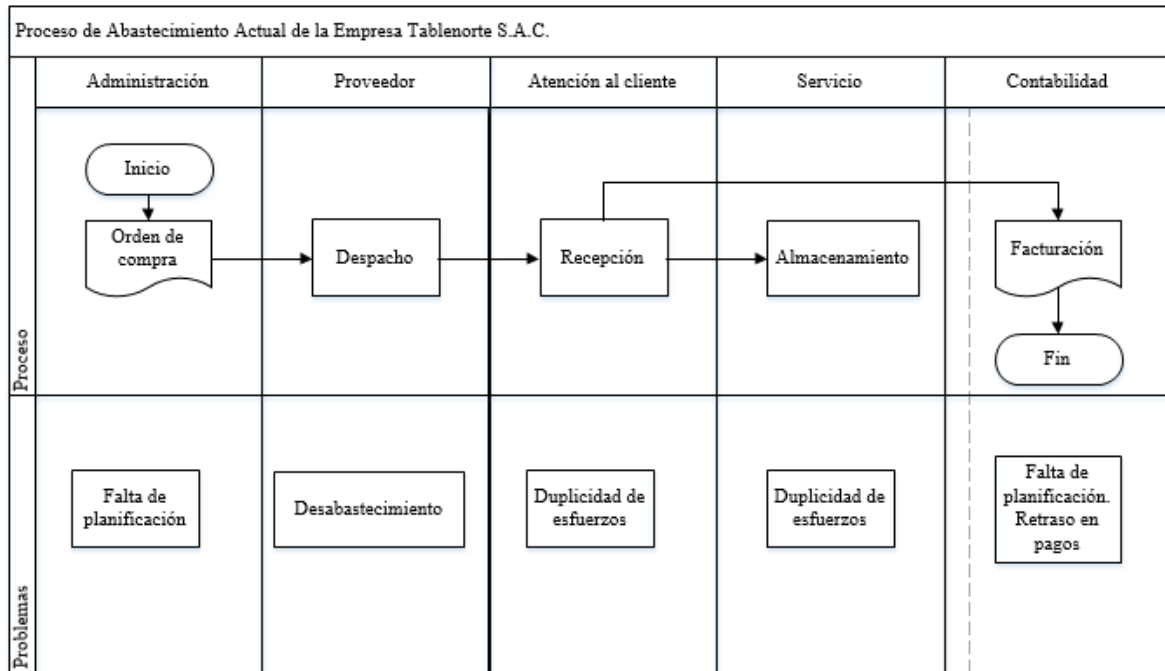 Proceso de Abastecimiento Actual de la Empresa Tablenorte S.A.C.
Administración
Proveedor
Atención al cliente
Servicio
Contabilidad
Proceso
Inicio
Orden de
compra
Despacho
Recepción
Almacenamiento
Facturación
Fin
Problemas
Falta de
planificación
Desabastecimiento
Duplicidad de
esfuerzos
Duplicidad de
esfuerzos
Falta de
planificación.
Retraso en
pagos